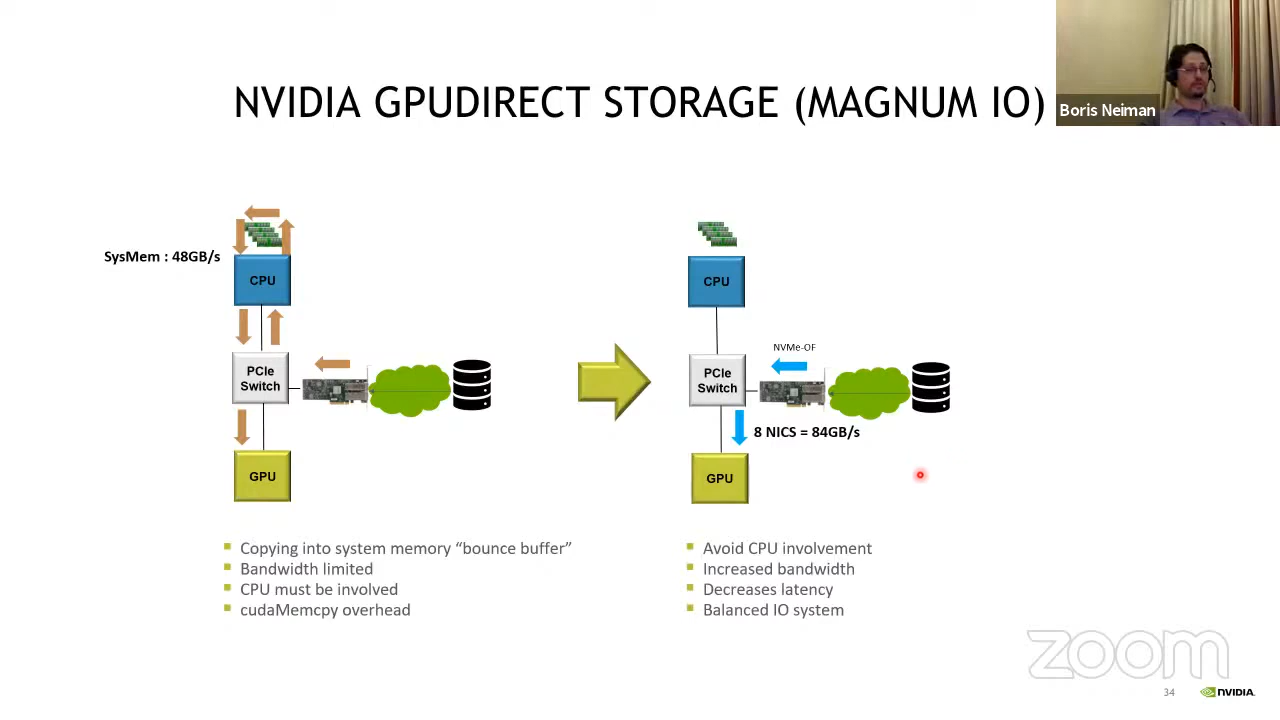 Boris Neiman
NVIDIA GPUDIRECT STORAGE (MAGNUM IO)
SysMem : 48GB/s
CPU
PCIe
Switch
GPU
CPU
NVMe-OF
PCIe
Switch
8 NICS = 84GB/s
GPU
Copying into system memory “bounce buffer”
Bandwidth limited
CPU must be involved
cudaMemcpy overhead
Avoid CPU involvement
Increased bandwidth
Decreases latency
Balanced IO system
zoom
34
NVIDIA.